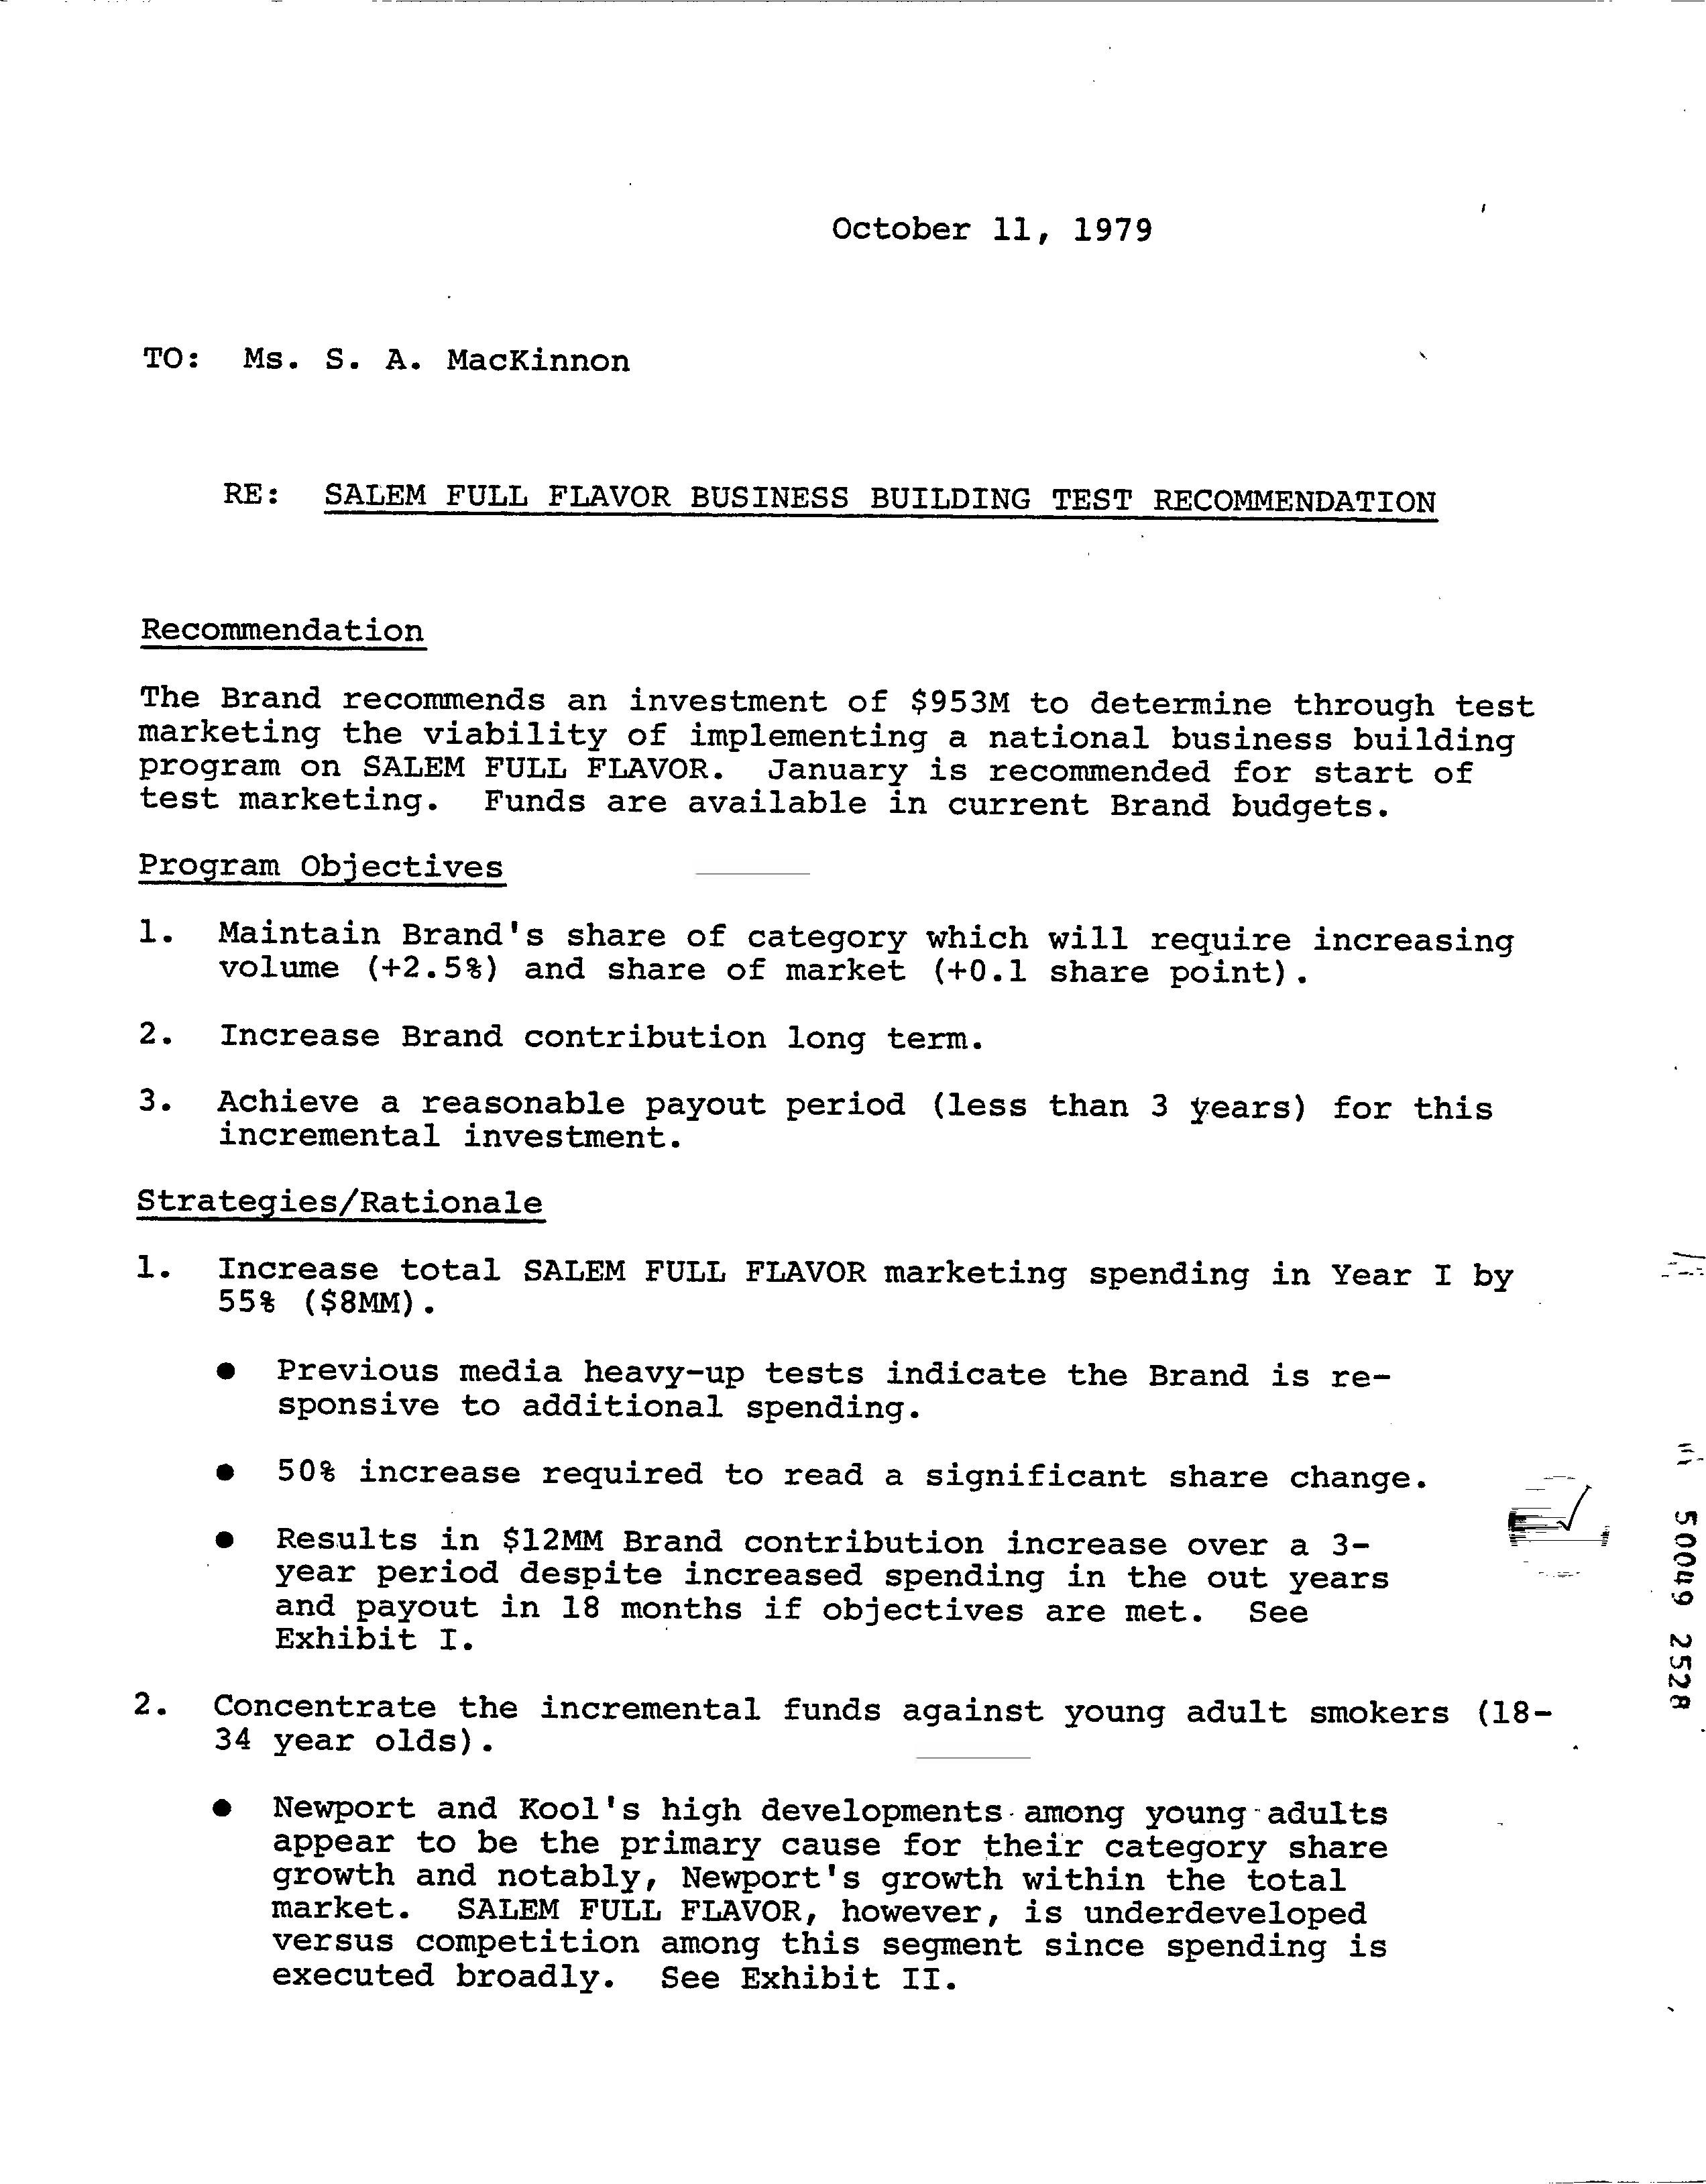 October 11, 1979
TO: Ms. S. A. MacKinnon
RE: SALEM FULL FLAVOR BUSINESS BUILDING TEST RECOMMENDATION
Recommendation
The Brand recommends an investment of $953M to determine through test
marketing the viability of implementing a national business building
program on SALEM FULL FLAVOR. January is recommended for start of
test marketing. Funds are available in current Brand budgets.
Program Objectives
1. Maintain Brand's share of category which will require increasing
volume (+2.5%) and share of market (+0.1 share point).
2. Increase Brand contribution long term.
3. Achieve a reasonable payout period (less than 3 years) for this
incremental investment.
Strategies/Rationale
1. Increase total SALEM FULL FLAVOR marketing spending in Year I by
55% ($8MM).
● Previous media heavy-up tests indicate the Brand is re-
sponsive to additional spending.
● 50% increase required to read a significant share change.
● Results in $12MM Brand contribution increase over a 3-
year period despite increased spending in the out years
and payout in 18 months if objectives are met. See
Exhibit I.
2. Concentrate the incremental funds against young adult smokers (18-
34 year olds).
● Newport and Kool's high developments among young adults
appear to be the primary cause for their category share
growth and notably, Newport's growth within the total
market. SALEM FULL FLAVOR, however, is underdeveloped
versus competition among this segment since spending is
executed broadly. See Exhibit II.
50049 2528